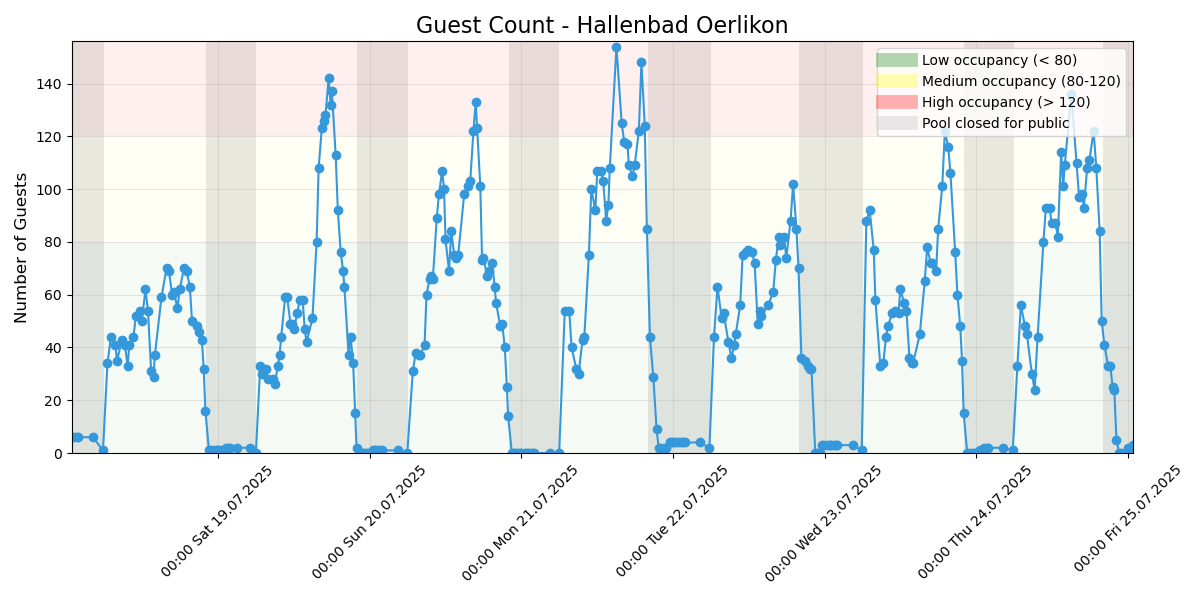 Guest Count - Hallenbad Oerlikon
Number of Guests
140
120
100
80
60
40
20
0
Low occupancy (< 80)
Medium occupancy (80-120)
High occupancy (> 120)
Pool closed for public
00:00 Sat 19.07.2025
00:00 Sun 20.07.2025
00:00 Mon 21.07.2025
00:00 Tue 22.07.2025
00:00 Wed 23.07.2025
00:00 Thu 24.07.2025
00:00 Fri 25.07.2025